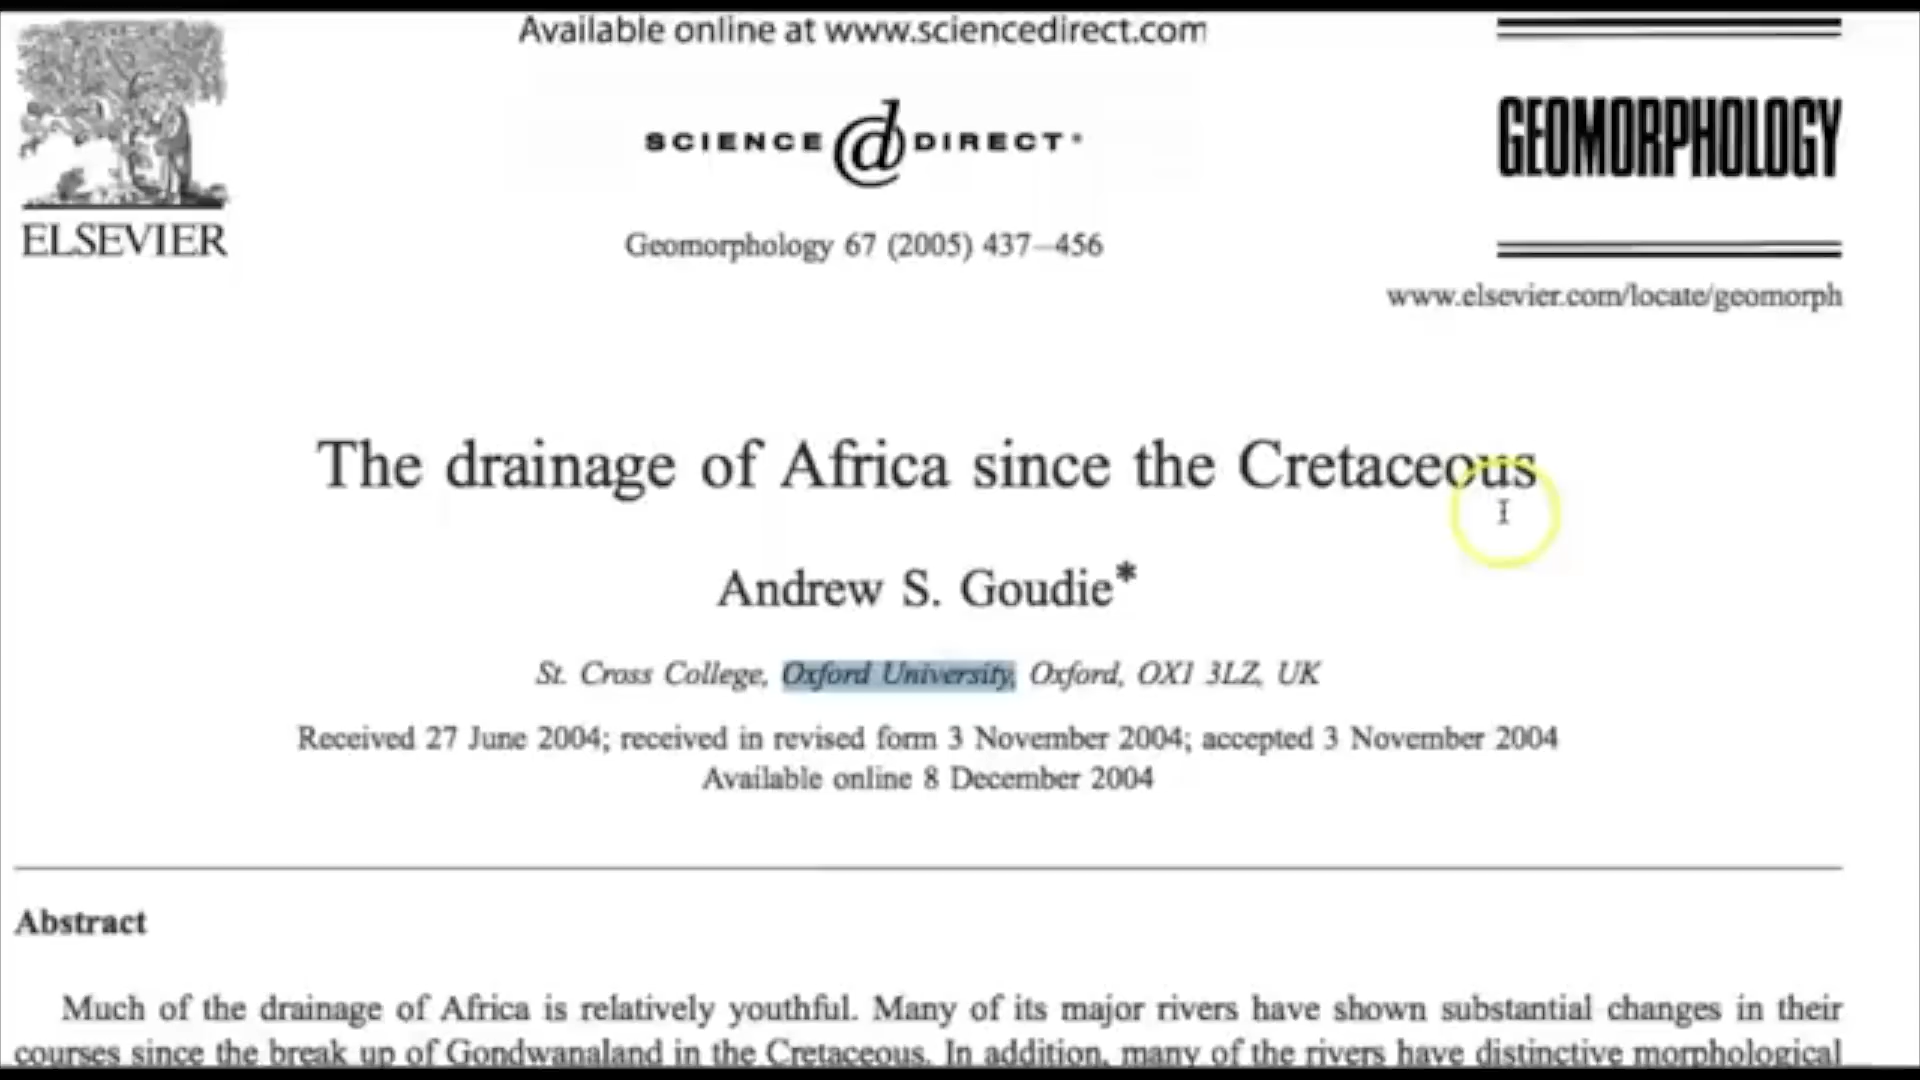 Available online at www.sciencedirect.com
SCIENCE @ DIRECT®
GEOMORPHOLOGY
ELSEVIER
Geomorphology 67 (2005) 437–456
www.elsevier.com/locate/geomorph
The drainage of Africa since the Cretaceous
Andrew S. Goudie*
St. Cross College, Oxford University, Oxford, OX1 3LZ, UK
Received 27 June 2004; received in revised form 3 November 2004; accepted 3 November 2004
Available online 8 December 2004
Abstract
Much of the drainage of Africa is relatively youthful. Many of its major rivers have shown substantial changes in their
courses since the break up of Gondwanaland in the Cretaceous. In addition, many of the rivers have distinctive morphological